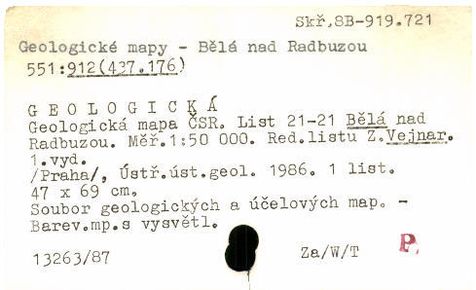 Skř.8B-919.721
Geologické mapy - Bělá nad Radbuzou
551:912(437.176)
G E O L O G I C K Á
Geologická mapa ČSR. List 21-21 Bělá nad
Radbuzou. Měř.1:50 000. Red.listu Z.Vejnar.
1.vyd.
/Praha/, Ústř.úst.geol. 1986. 1 list.
47 x 69 cm.
Soubor geologických a účelových map. -
Barev.mp.s vysvětl.
13263/87 Za/W/T P.